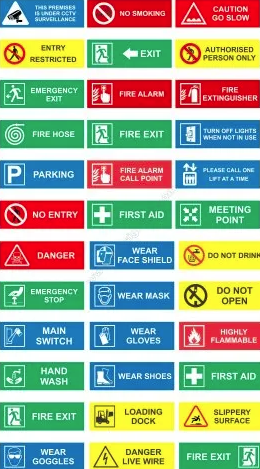 THIS PREMISES
IS UNDER CCTV
SURVEILLANCE
NO SMOKING
CAUTION
GO SLOW
ENTRY
RESTRICTED
EXIT
AUTHORISED
PERSON ONLY
EMERGENCY
EXIT
FIRE ALARM
FIRE
EXTINGUISHER
FIRE HOSE
FIRE EXIT
TURN OFF LIGHTS
WHEN NOT IN USE
P PARKING
FIRE ALARM
CALL POINT
PLEASE CALL ONE
LIFT AT A TIME
NO ENTRY
FIRST AID
MEETING
POINT
DANGER
WEAR
FACE SHIELD
DO NOT DRINK
EMERGENCY
STOP
WEAR MASK
DO NOT
OPEN
MAIN
SWITCH
WEAR
GLOVES
HIGHLY
FLAMMABLE
HAND
WASH
WEAR SHOES
FIRST AID
FIRE EXIT
LOADING
DOCK
SLIPPERY
SURFACE
WEAR
GOGGLES
DANGER
LIVE WIRE
FIRE EXIT